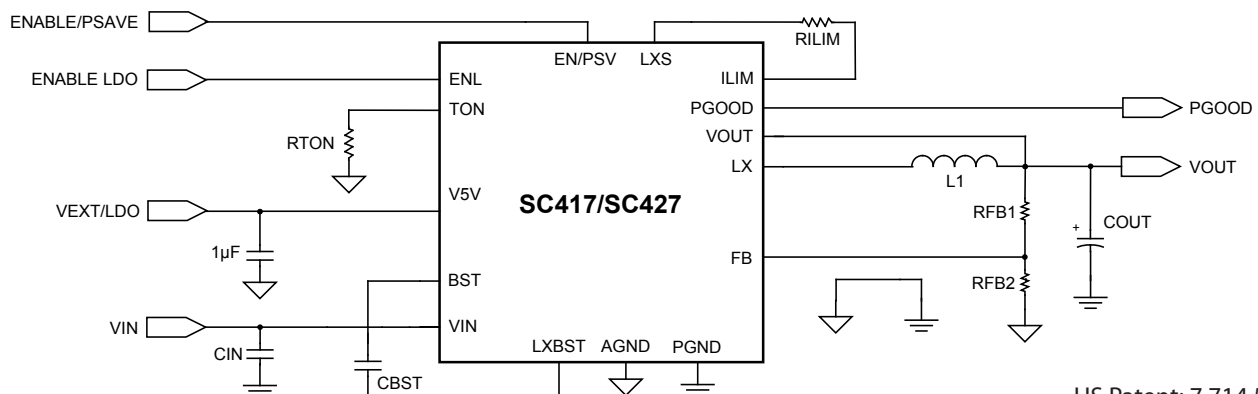 ENABLE/PSAVE
EN/PSV
LXS
RILIM
ENABLE LDO
ENL
ILIM
TON
PGOOD
PGOOD
RTON
VOUT
LX
VOUT
L1
V5V
SC417/SC427
VEXT/LDO
RFB1
COUT
+
1µF
FB
BST
RFB2
VIN
VIN
LXBST
AGND
PGND
CIN
CBST
US Patent: 7,714,